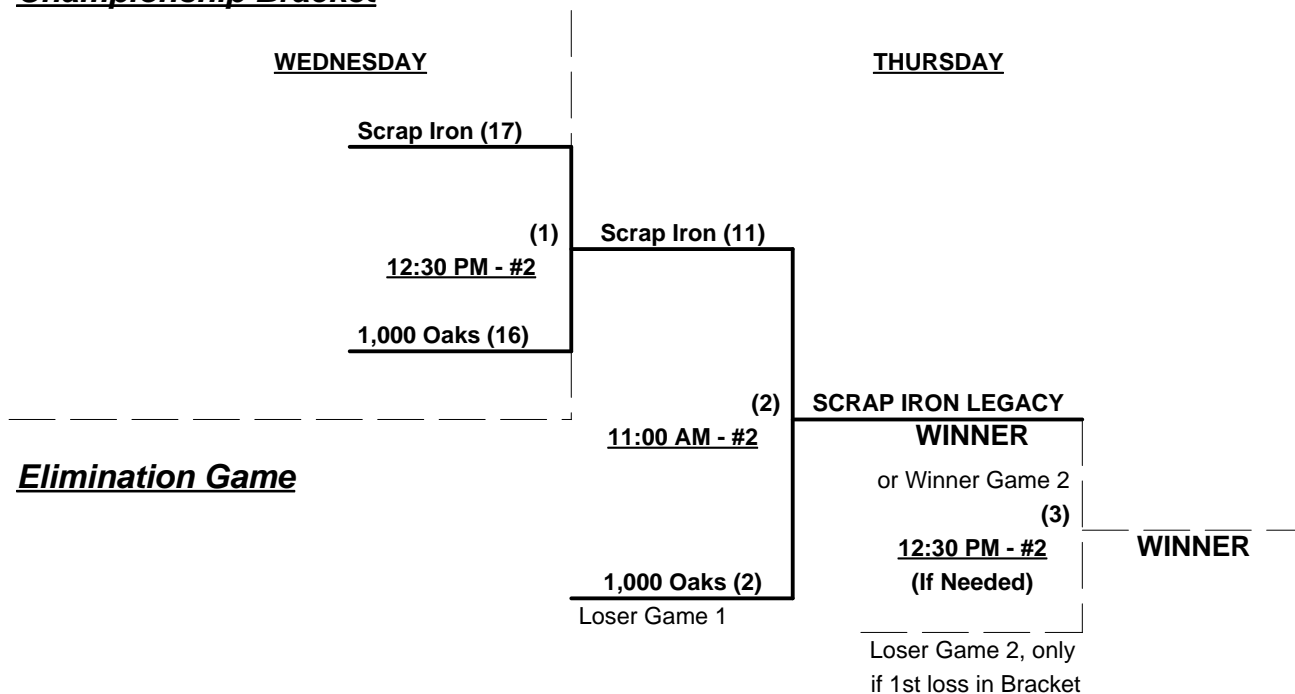 Championship Bracket
WEDNESDAY
THURSDAY
Scrap Iron (17)
(1)
Scrap Iron (11)
12:30 PM - #2
1,000 Oaks (16)
(2)
SCRAP IRON LEGACY
11:00 AM - #2
WINNER
Elimination Game
or Winner Game 2
(3)
12:30 PM - #2
WINNER
(If Needed)
1,000 Oaks (2)
Loser Game 1
Loser Game 2, only
if 1st loss in Bracket